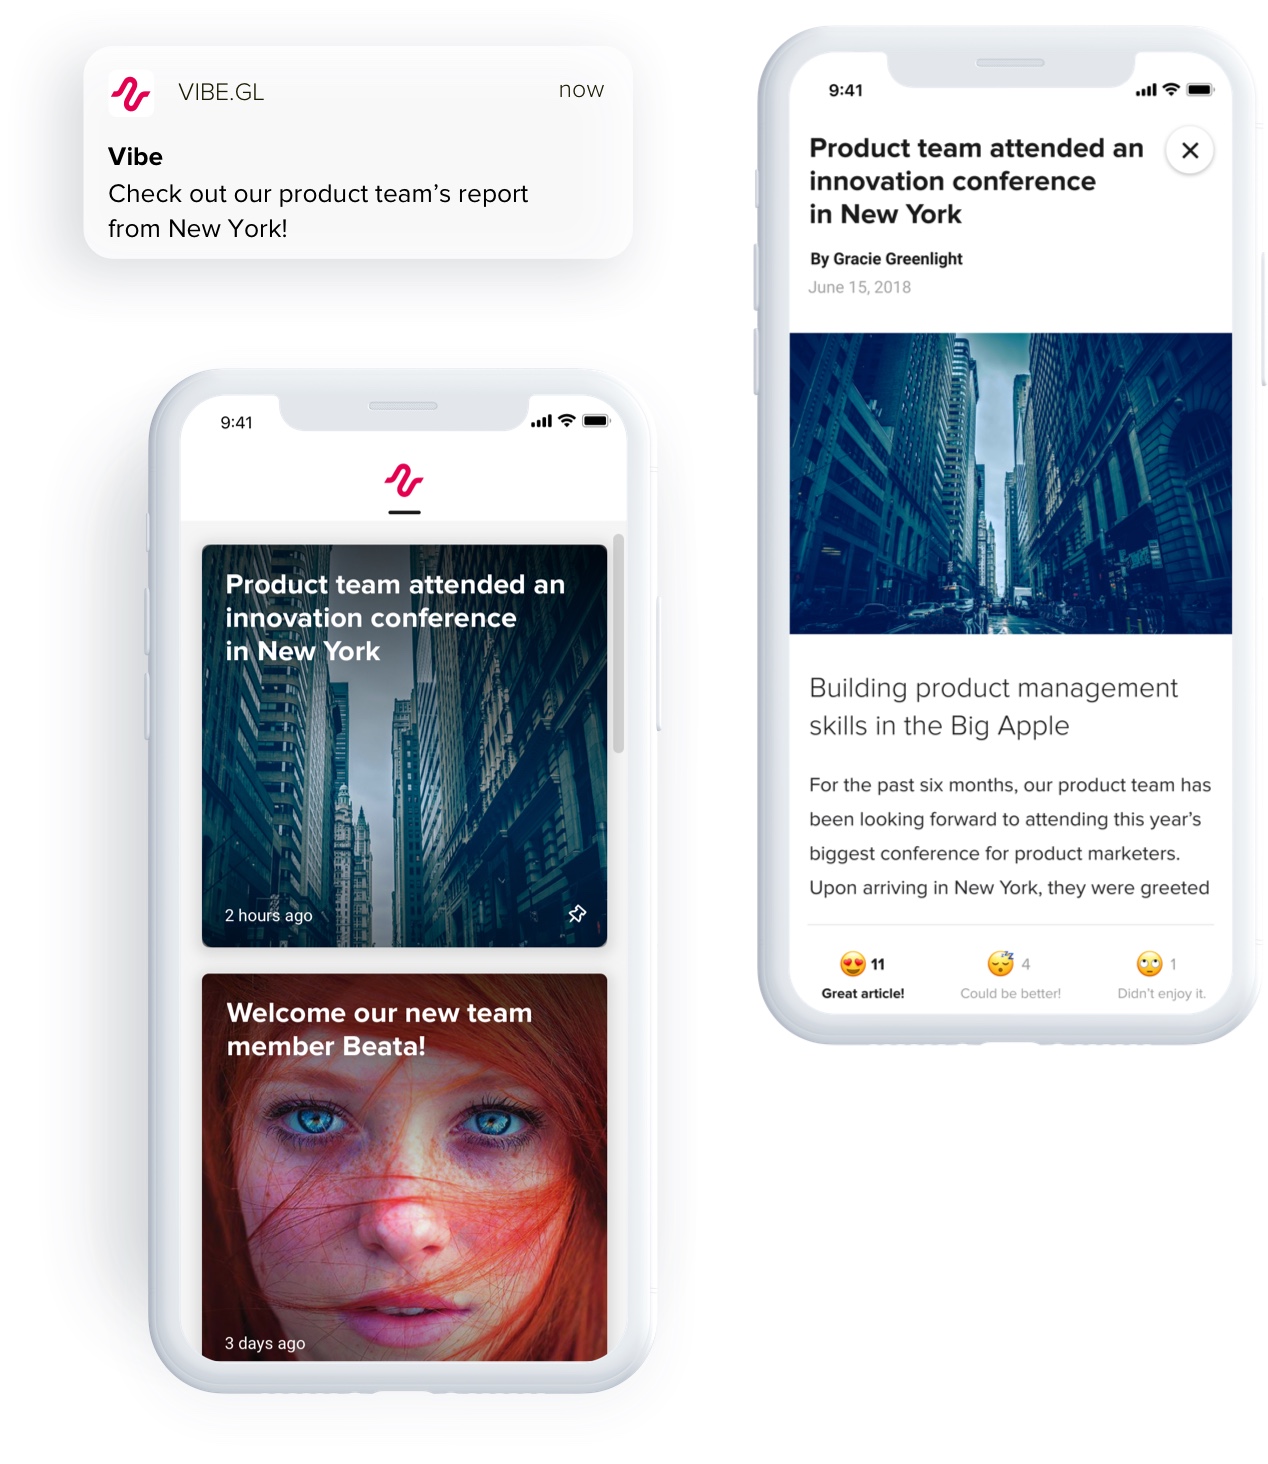 VIBE.GL
now
Vibe
Check out our product team’s report
from New York!
9:41
Product team attended an
innovation conference
in New York
2 hours ago
Welcome our new team
member Beata!
3 days ago
9:41
Product team attended an
innovation conference
in New York
By Gracie Greenlight
June 15, 2018
Building product management
skills in the Big Apple
For the past six months, our product team has
been looking forward to attending this year’s
biggest conference for product marketers.
Upon arriving in New York, they were greeted
11
4
1
Great article!
Could be better!
Didn’t enjoy it.